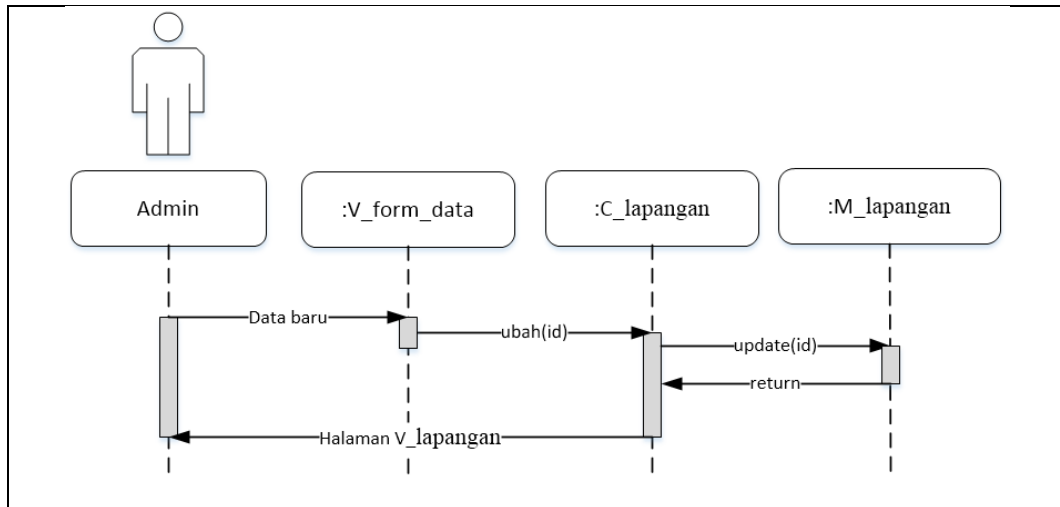 Admin
:V_form_data
:C_lapangan
:M_lapangan
Data baru
ubah(id)
update(id)
return
Halaman V_lapangan